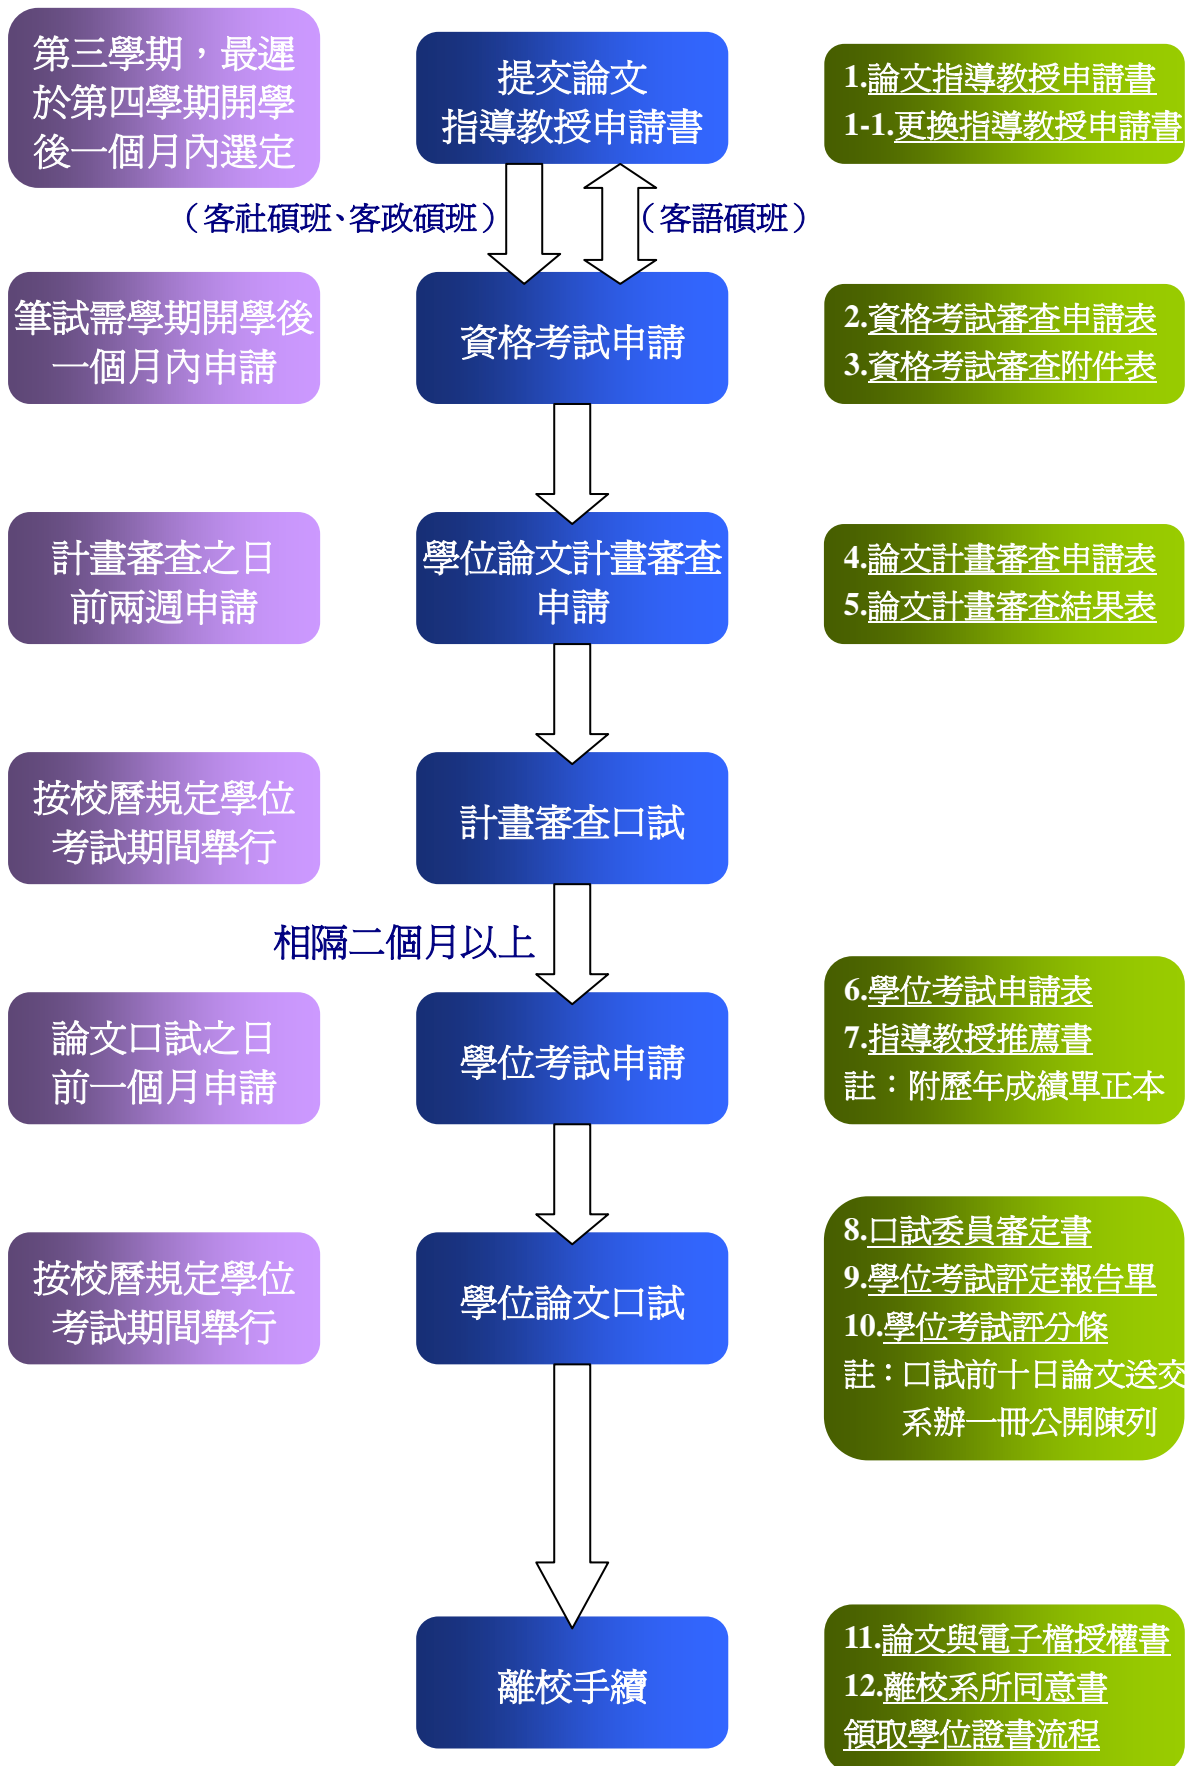 第三學期，最遲
於第四學期開學
後一個月內選定
提交論文
指導教授申請書
1.論文指導教授申請書
1-1.更換指導教授申請書
（客社碩班、客政碩班）
（客語碩班）
筆試需學期開學後
一個月內申請
資格考試申請
2.資格考試審查申請表
3.資格考試審查附件表
計畫審查之日
前兩週申請
學位論文計畫審查
申請
4.論文計畫審查申請表
5.論文計畫審查結果表
按校曆規定學位
考試期間舉行
計畫審查口試
相隔二個月以上
論文口試之日
前一個月申請
學位考試申請
6.學位考試申請表
7.指導教授推薦書
註：附歷年成績單正本
按校曆規定學位
考試期間舉行
學位論文口試
8.口試委員審定書
9.學位考試評定報告單
10.學位考試評分條
註：口試前十日論文送交
系辦一冊公開陳列
離校手續
11.論文與電子檔授權書
12.離校系所同意書
領取學位證書流程